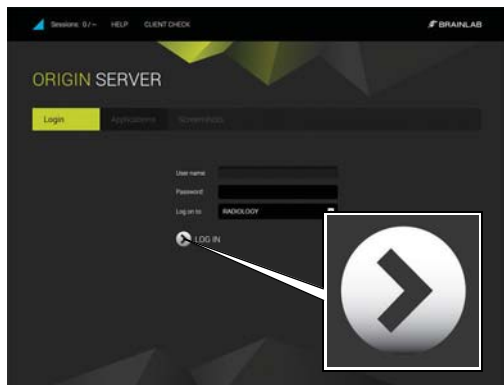 Sessions: 0 / ∞ HELP CLIENT CHECK BRAINLAB
ORIGIN SERVER
Login Applications Screenshots
User name
Password
Log on to RADIOLOGY
LOG IN